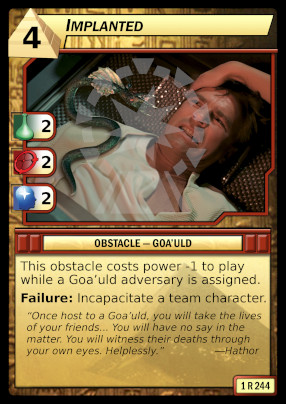 4
IMPLANTED
2
2
2
OBSTACLE — GOA'ULD
This obstacle costs power -1 to play
while a Goa'uld adversary is assigned.
Failure: Incapacitate a team character.
"Once host to a Goa'uld, you will take the lives
of your friends... You will have no say in the
matter. You will witness their deaths through
your own eyes. Helplessly." —Hathor
1 R 244